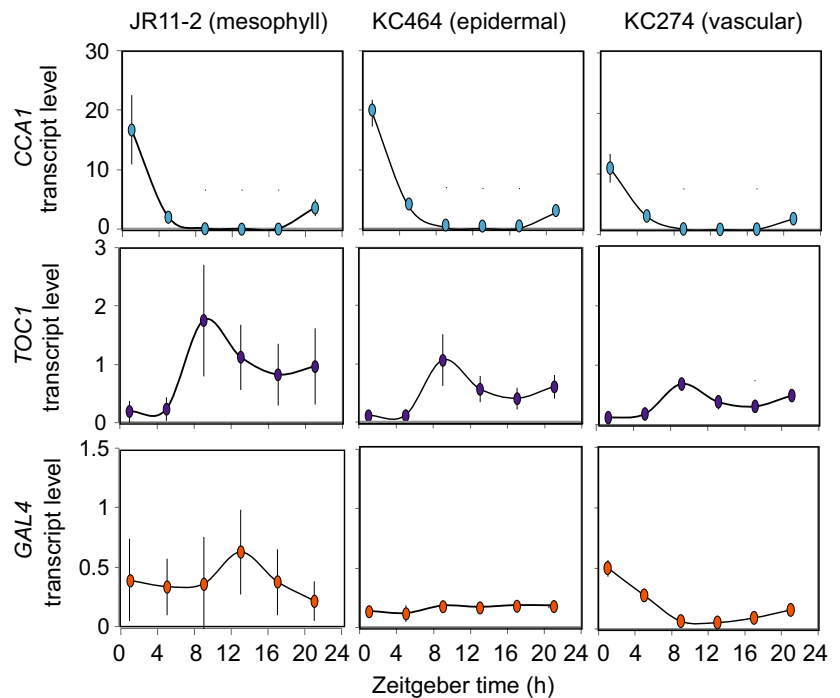 JR11-2 (mesophyll) KC464 (epidermal) KC274 (vascular)
CCA1
transcript level
30
20
10
0
TOC1
transcript level
3
2
1
0
GAL4
transcript level
1.5
1
0.5
0
0 4 8 12 16 20 24 0 4 8 12 16 20 24 0 4 8 12 16 20 24
Zeitgeber time (h)